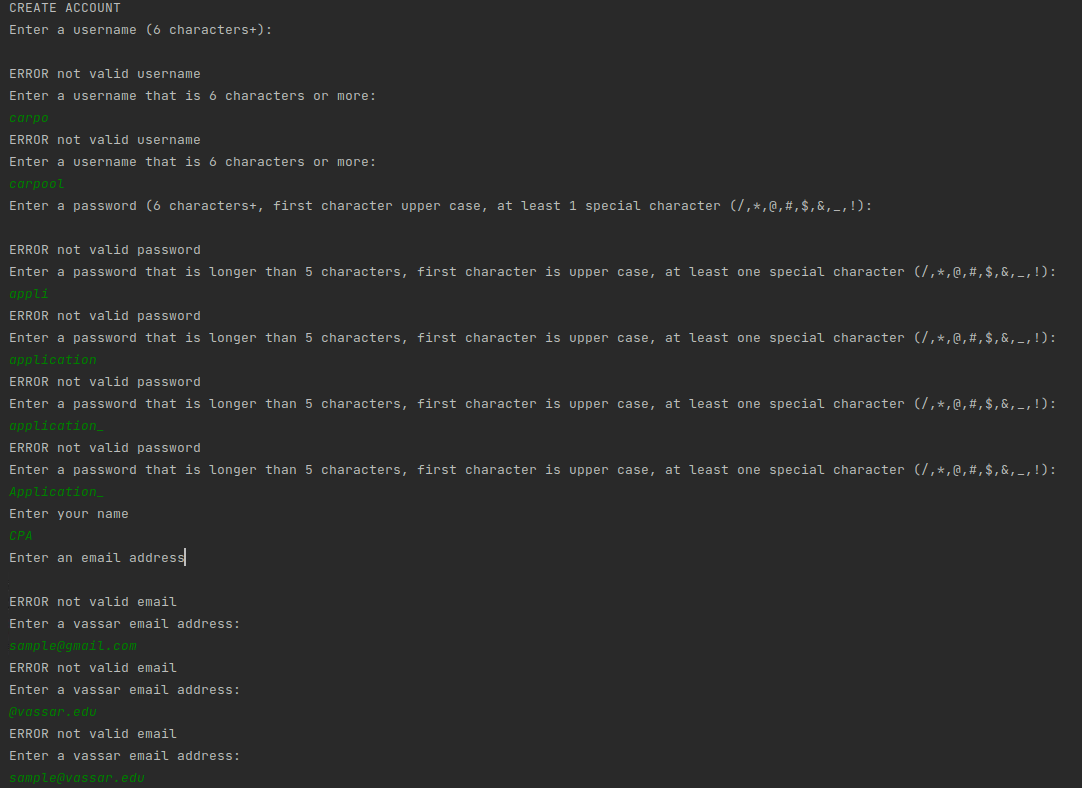 CREATE ACCOUNT
Enter a username (6 characters+):
ERROR not valid username
Enter a username that is 6 characters or more:
carpo
ERROR not valid username
Enter a username that is 6 characters or more:
carpool
Enter a password (6 characters+, first character upper case, at least 1 special character (/,*,@,#,$,&,_,!):
ERROR not valid password
Enter a password that is longer than 5 characters, first character is upper case, at least one special character (/,*,@,#,$,&,_,!):
appli
ERROR not valid password
Enter a password that is longer than 5 characters, first character is upper case, at least one special character (/,*,@,#,$,&,_,!):
application
ERROR not valid password
Enter a password that is longer than 5 characters, first character is upper case, at least one special character (/,*,@,#,$,&,_,!):
application_
ERROR not valid password
Enter a password that is longer than 5 characters, first character is upper case, at least one special character (/,*,@,#,$,&,_,!):
Application_
Enter your name
CPA
Enter an email address
ERROR not valid email
Enter a vassar email address:
sample@gmail.com
ERROR not valid email
Enter a vassar email address:
@vassar.edu
ERROR not valid email
Enter a vassar email address:
sample@vassar.edu